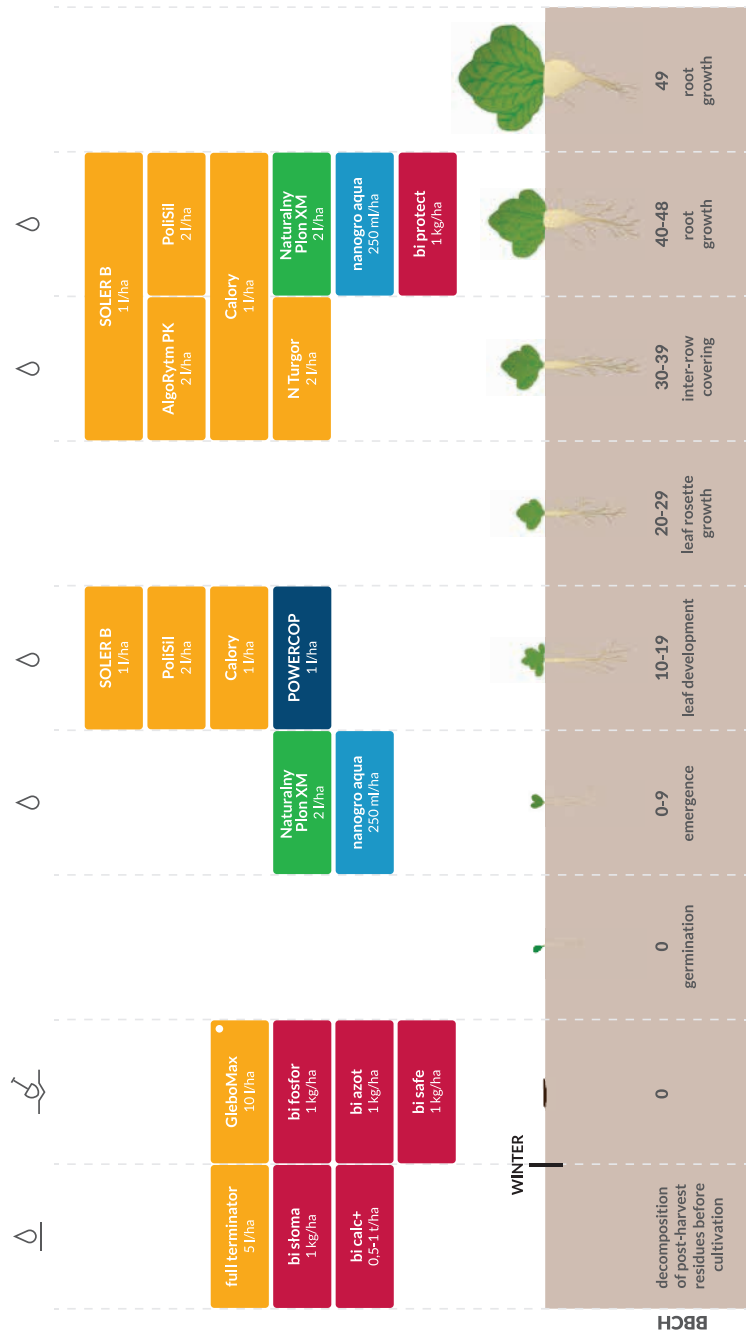 SOLER B
1 l/ha
SOLER B
1 l/ha
PoliSil
2 l/ha
AlgoRytm PK
2 l/ha
PoliSil
2 l/ha
full terminator
5 l/ha
GleboMax
10 l/ha
Calory
1 l/ha
Calory
1 l/ha
bi słoma
1 kg/ha
bi fosfor
1 kg/ha
Naturalny
Plon XM
2 l/ha
POWERCOP
1 l/ha
N Turgor
2 l/ha
Naturalny
Plon XM
2 l/ha
bi calc+
0,5-1 t/ha
bi azot
1 kg/ha
nanogro aqua
250 ml/ha
nanogro aqua
250 ml/ha
bi safe
1 kg/ha
bi protect
1 kg/ha
WINTER
BBCH
decomposition
of post-harvest
residues before
cultivation
0
0
germination
0-9
emergence
10-19
leaf development
20-29
leaf rosette
growth
30-39
inter-row
covering
40-48
root
growth
49
root
growth